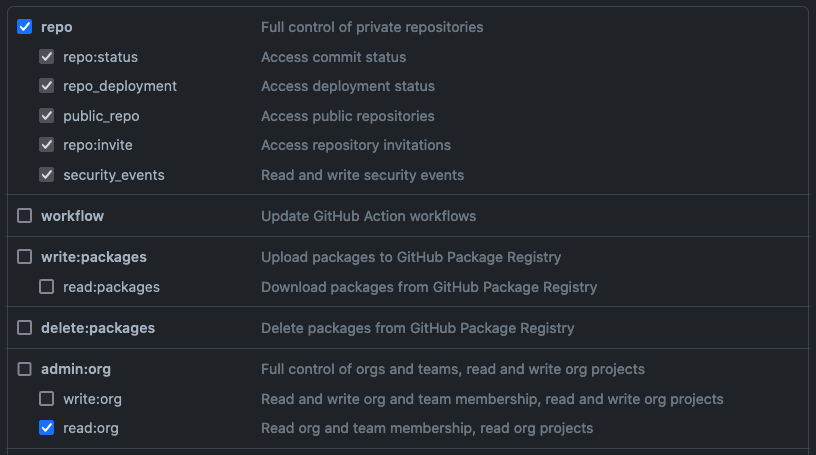 repo Full control of private repositories
repo:status Access commit status
repo_deployment Access deployment status
public_repo Access public repositories
repo:invite Access repository invitations
security_events Read and write security events
workflow Update GitHub Action workflows
write:packages Upload packages to GitHub Package Registry
read:packages Download packages from GitHub Package Registry
delete:packages Delete packages from GitHub Package Registry
admin:org Full control of orgs and teams, read and write org projects
write:org Read and write org and team membership, read and write org projects
read:org Read org and team membership, read org projects